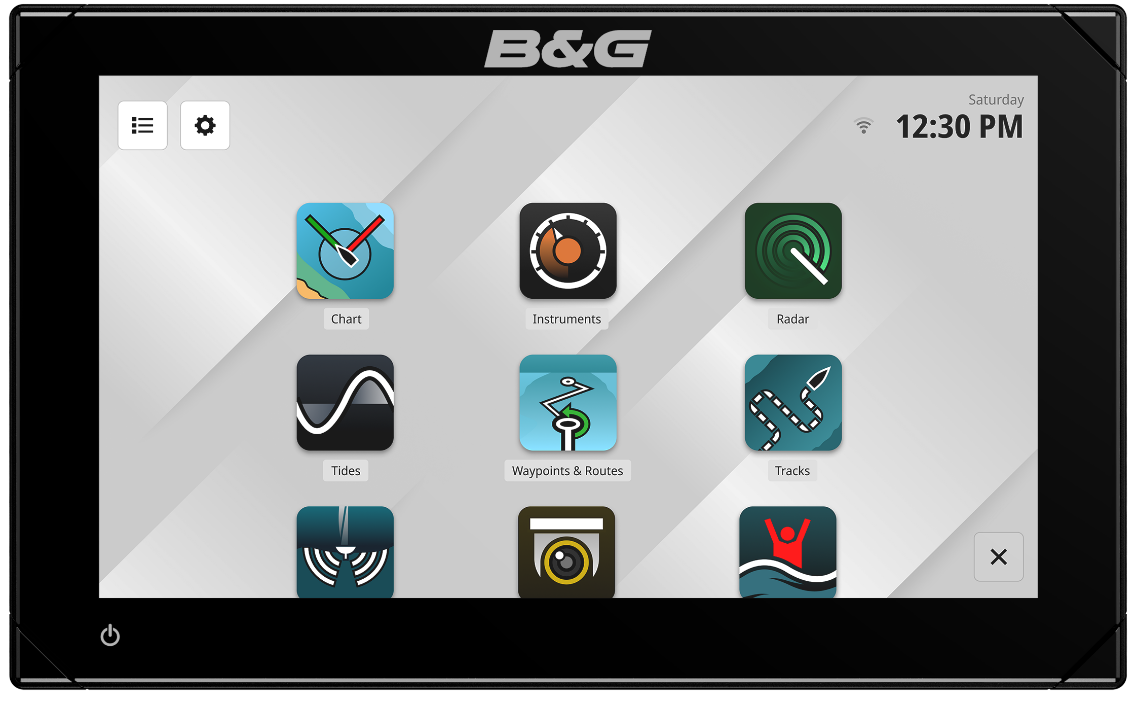 B&G
Saturday
12:30 PM
Chart
Instruments
Radar
Tides
Waypoints & Routes
Tracks